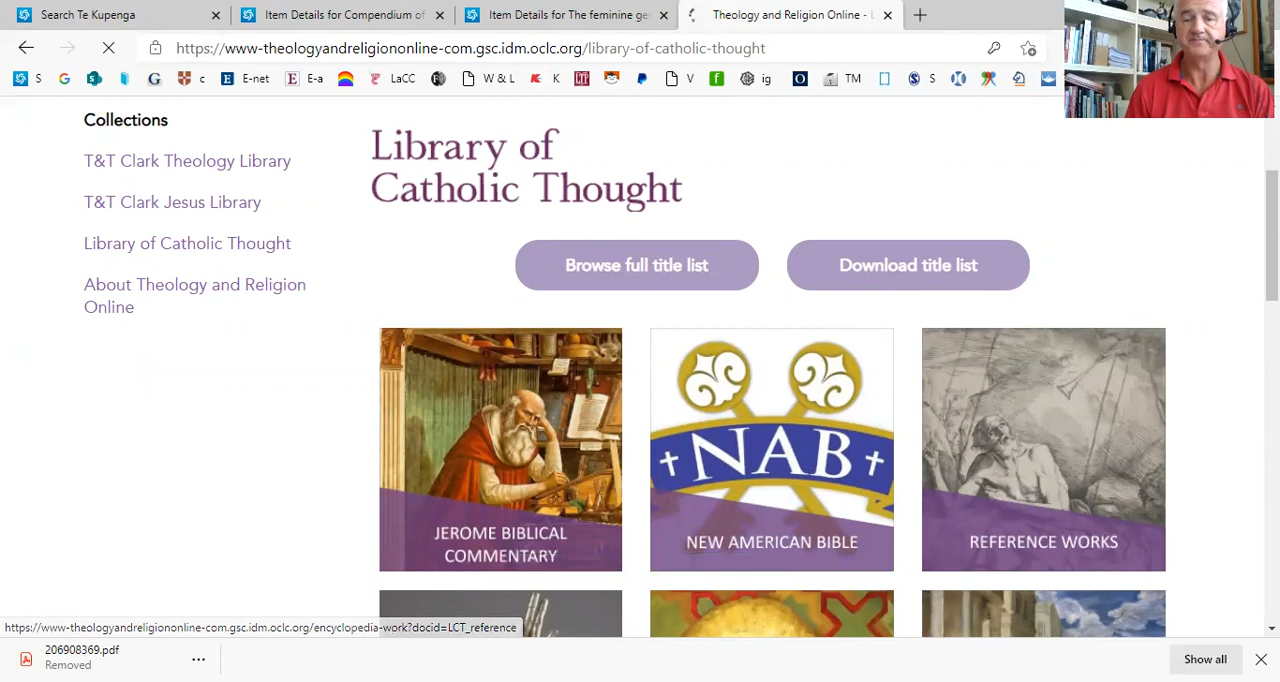 Search Te Kupenga
Item Details for Compendium of
Item Details for The feminine ge
Theology and Religion Online - L
https://www-theologyandreligiononline-com.gsc.idm.oclc.org/library-of-catholic-thought
S
c
E-net
E-a
LaCC
W & L
K
V
f
ig
TM
S
Collections
T&T Clark Theology Library
T&T Clark Jesus Library
Library of Catholic Thought
About Theology and Religion
Online
Library of
Catholic Thought
Browse full title list
Download title list
JEROME BIBLICAL
COMMENTARY
NAB
NEW AMERICAN BIBLE
REFERENCE WORKS
https://www-theologyandreligiononline-com.gsc.idm.oclc.org/encyclopedia-work?docid=LCT_reference
206908369.pdf
Removed
Show all